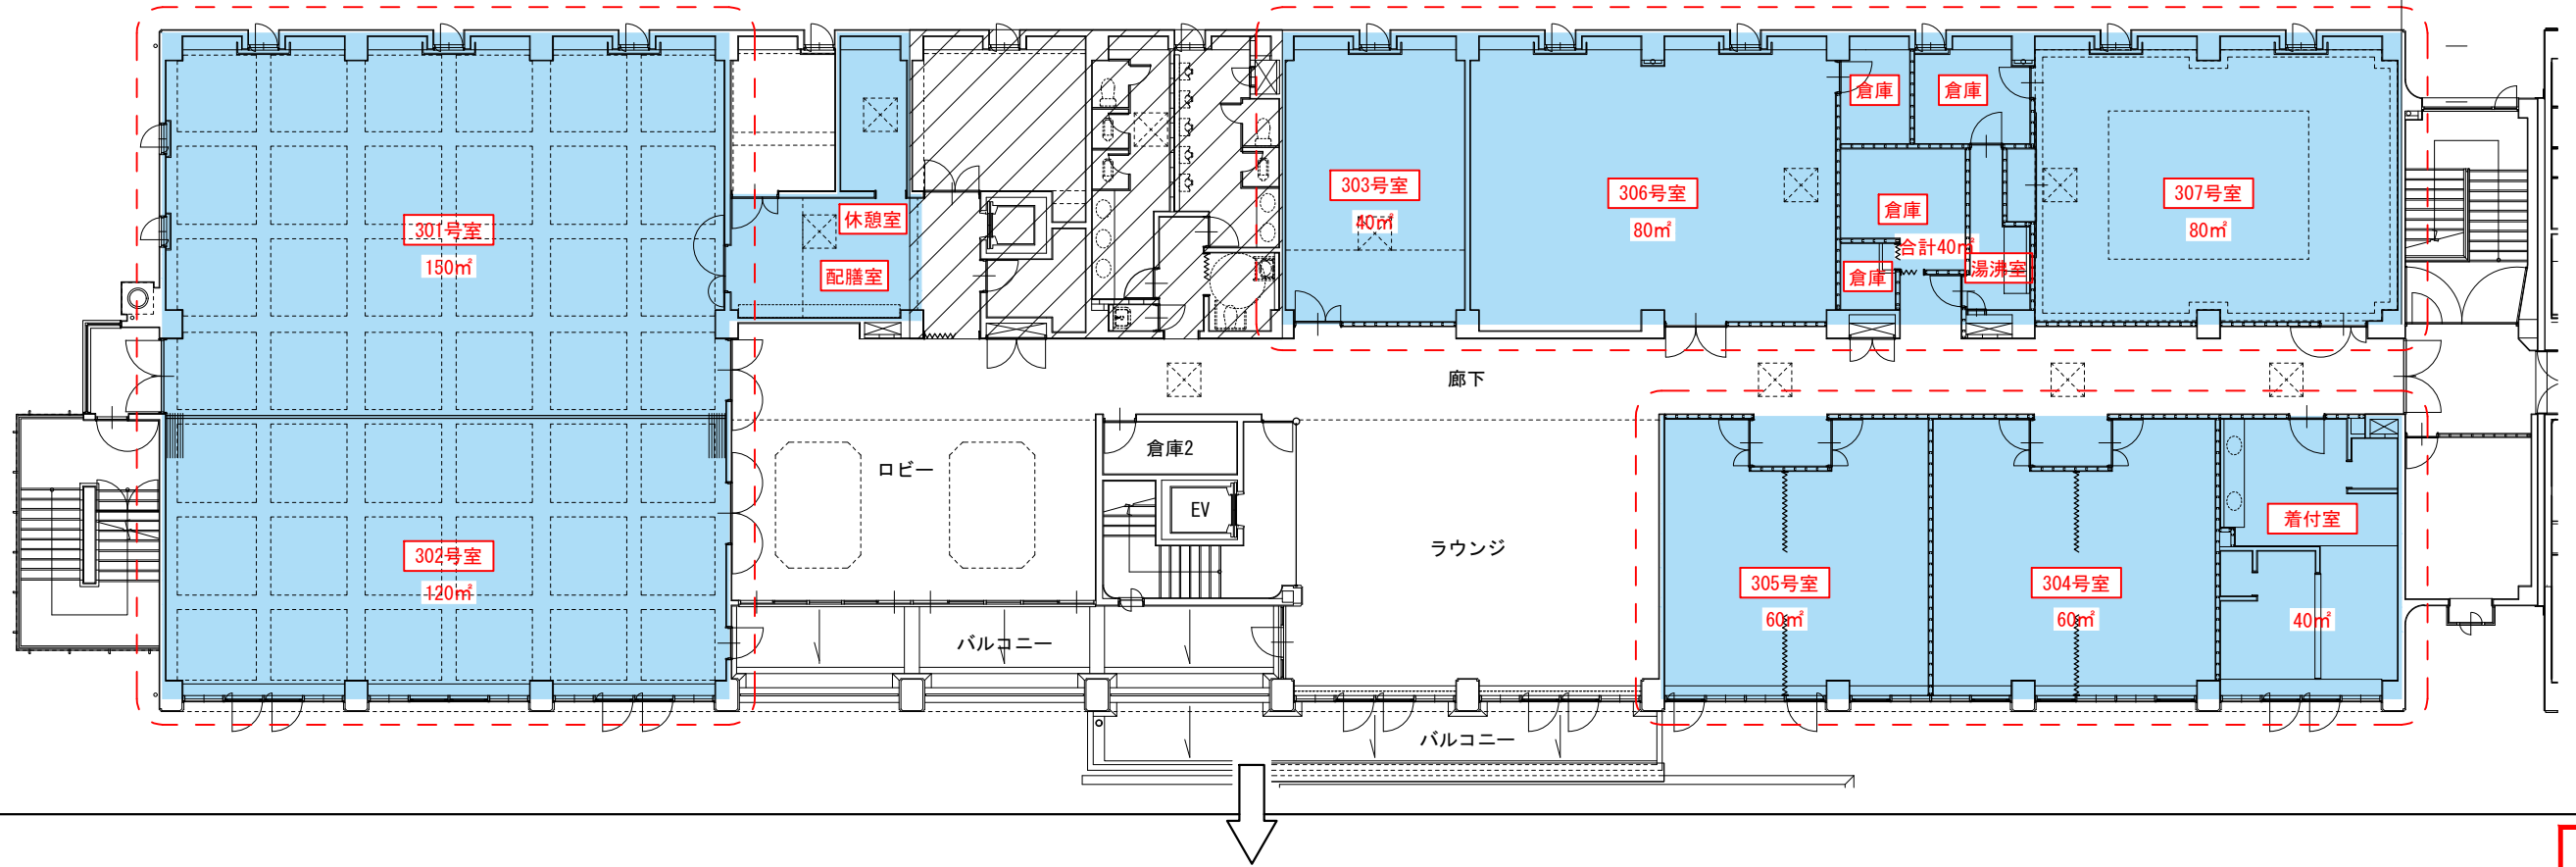 倉庫
倉庫
303号室
40㎡
306号室
80㎡
307号室
80㎡
301号室
150㎡
休憩室
配膳室
倉庫
合計40㎡
倉庫
湯沸室
廊下
倉庫2
ロビー
EV
ラウンジ
着付室
302号室
120㎡
305号室
60㎡
304号室
60㎡
40㎡
バルコニー
バルコニー